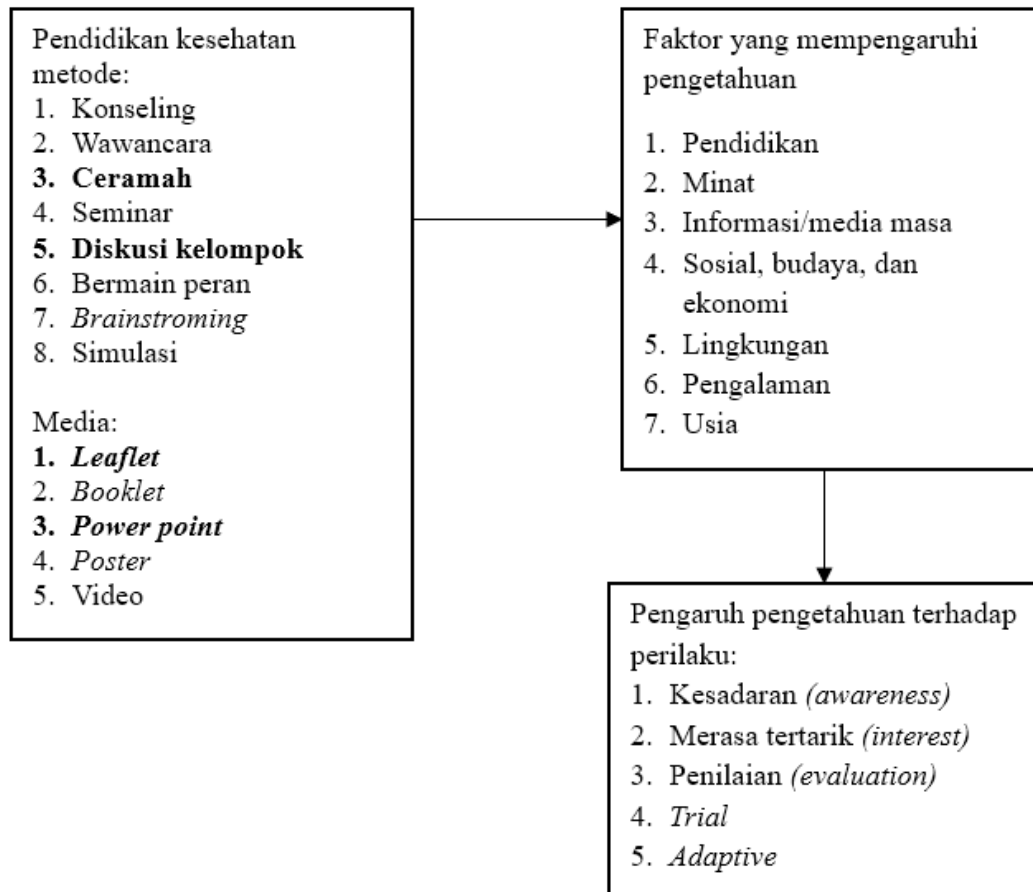 Pendidikan kesehatan
metode:
1. Konseling
2. Wawancara
3. Ceramah
4. Seminar
5. Diskusi kelompok
6. Bermain peran
7. Brainstroming
8. Simulasi
Media:
1. Leaflet
2. Booklet
3. Power point
4. Poster
5. Video
Faktor yang mempengaruhi
pengetahuan
1. Pendidikan
2. Minat
3. Informasi/media masa
4. Sosial, budaya, dan
ekonomi
5. Lingkungan
6. Pengalaman
7. Usia
Pengaruh pengetahuan terhadap
perilaku:
1. Kesadaran (awareness)
2. Merasa tertarik (interest)
3. Penilaian (evaluation)
4. Trial
5. Adaptive